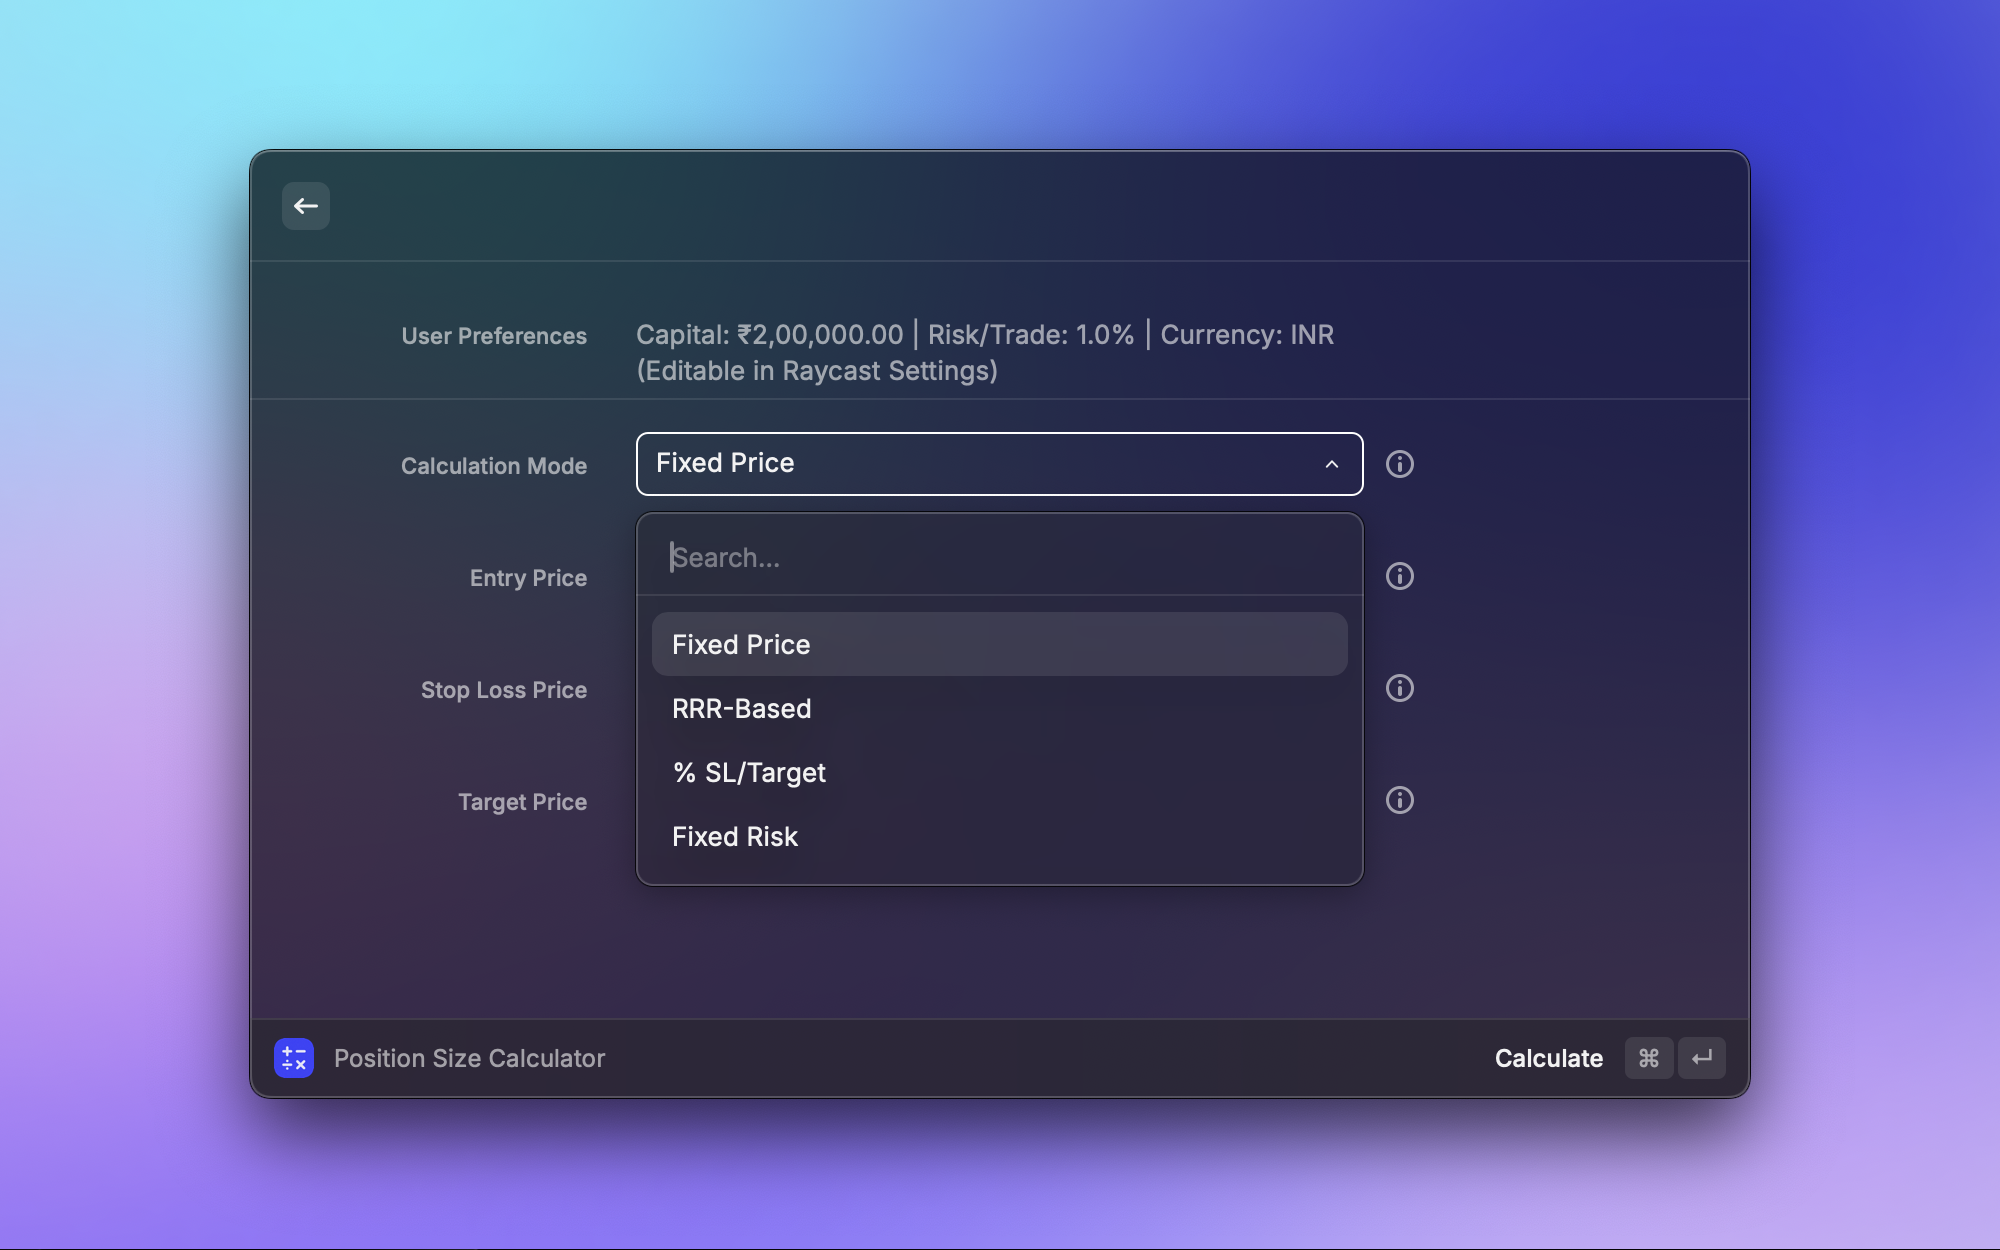 User Preferences
Capital: ₹2,00,000.00 | Risk/Trade: 1.0% | Currency: INR
(Editable in Raycast Settings)
Calculation Mode
Fixed Price
Search...
Entry Price
Fixed Price
Stop Loss Price
RRR-Based
% SL/Target
Target Price
Fixed Risk
Position Size Calculator
Calculate ⌘ ↵